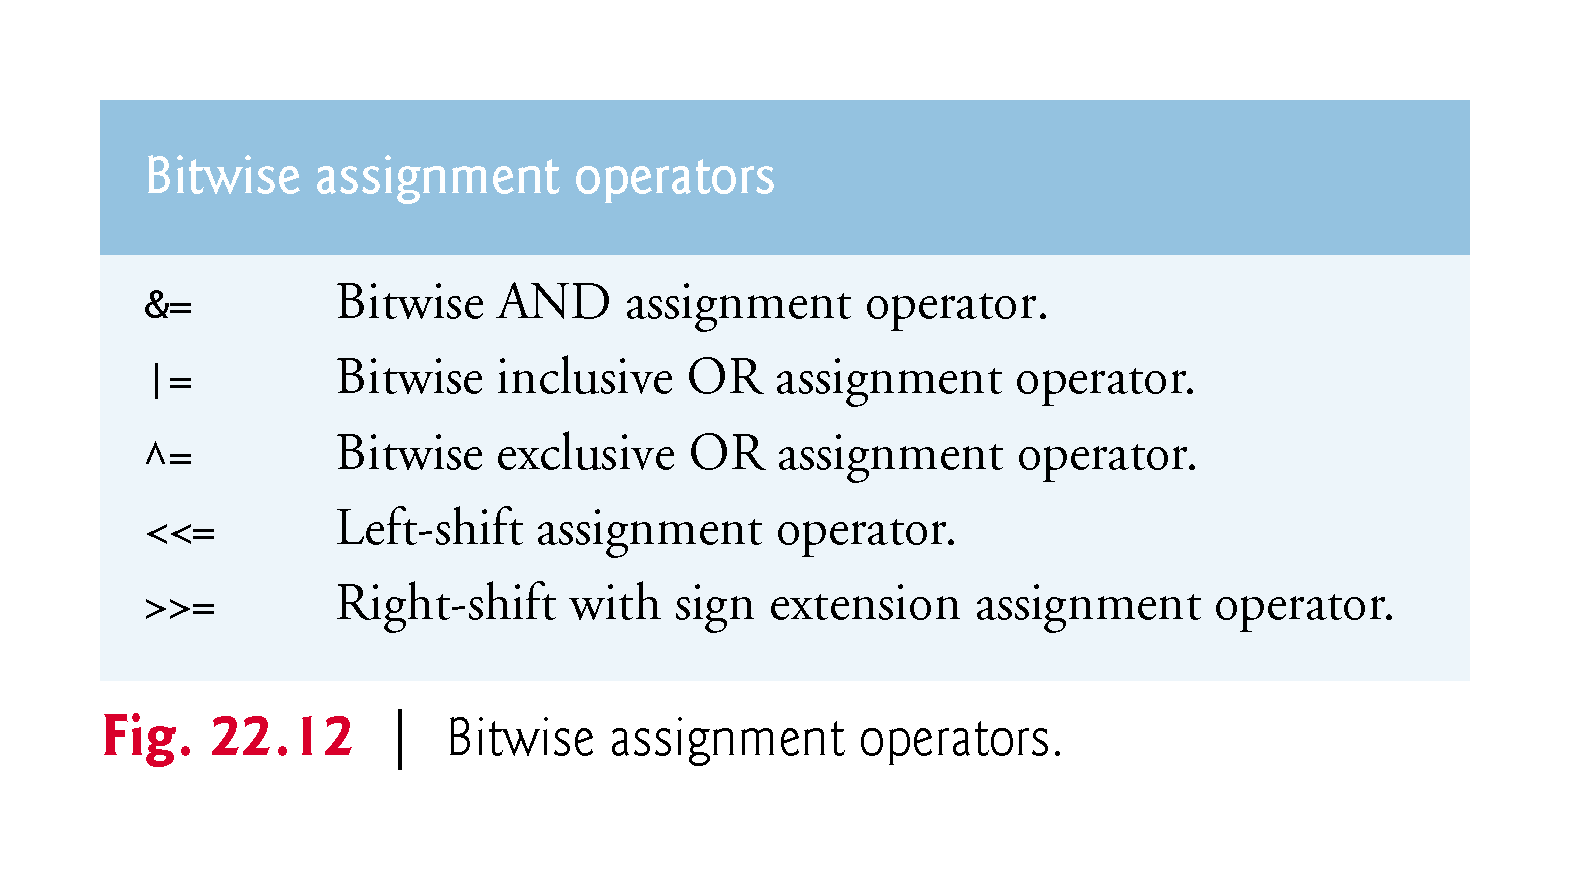 Bitwise assignment operators
&= Bitwise AND assignment operator.
|= Bitwise inclusive OR assignment operator.
^= Bitwise exclusive OR assignment operator.
<<= Left-shift assignment operator.
>>= Right-shift with sign extension assignment operator.
Fig. 22.12 | Bitwise assignment operators.